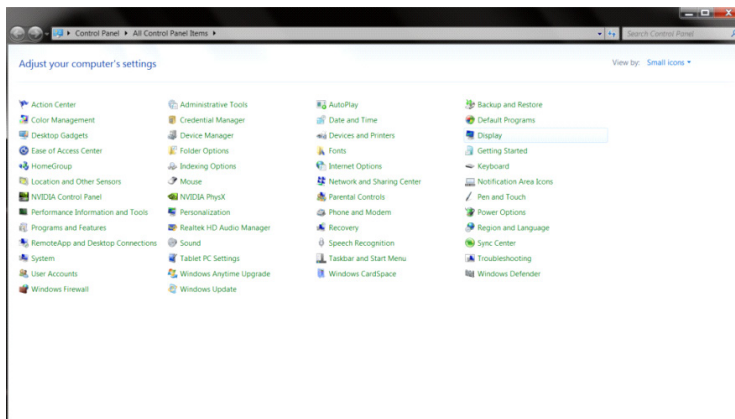 Control Panel All Control Panel Items Search Control Panel
Adjust your computer's settings View by: Small icons
Action Center Administrative Tools AutoPlay Backup and Restore
Color Management Credential Manager Date and Time Default Programs
Desktop Gadgets Device Manager Devices and Printers Display
Ease of Access Center Folder Options Fonts Getting Started
HomeGroup Indexing Options Internet Options Keyboard
Location and Other Sensors Mouse Network and Sharing Center Notification Area Icons
NVIDIA Control Panel NVIDIA PhysX Parental Controls Pen and Touch
Performance Information and Tools Personalization Phone and Modem Power Options
Programs and Features Realtek HD Audio Manager Recovery Region and Language
RemoteApp and Desktop Connections Sound Speech Recognition Sync Center
System Tablet PC Settings Taskbar and Start Menu Troubleshooting
User Accounts Windows Anytime Upgrade Windows CardSpace Windows Defender
Windows Firewall Windows Update